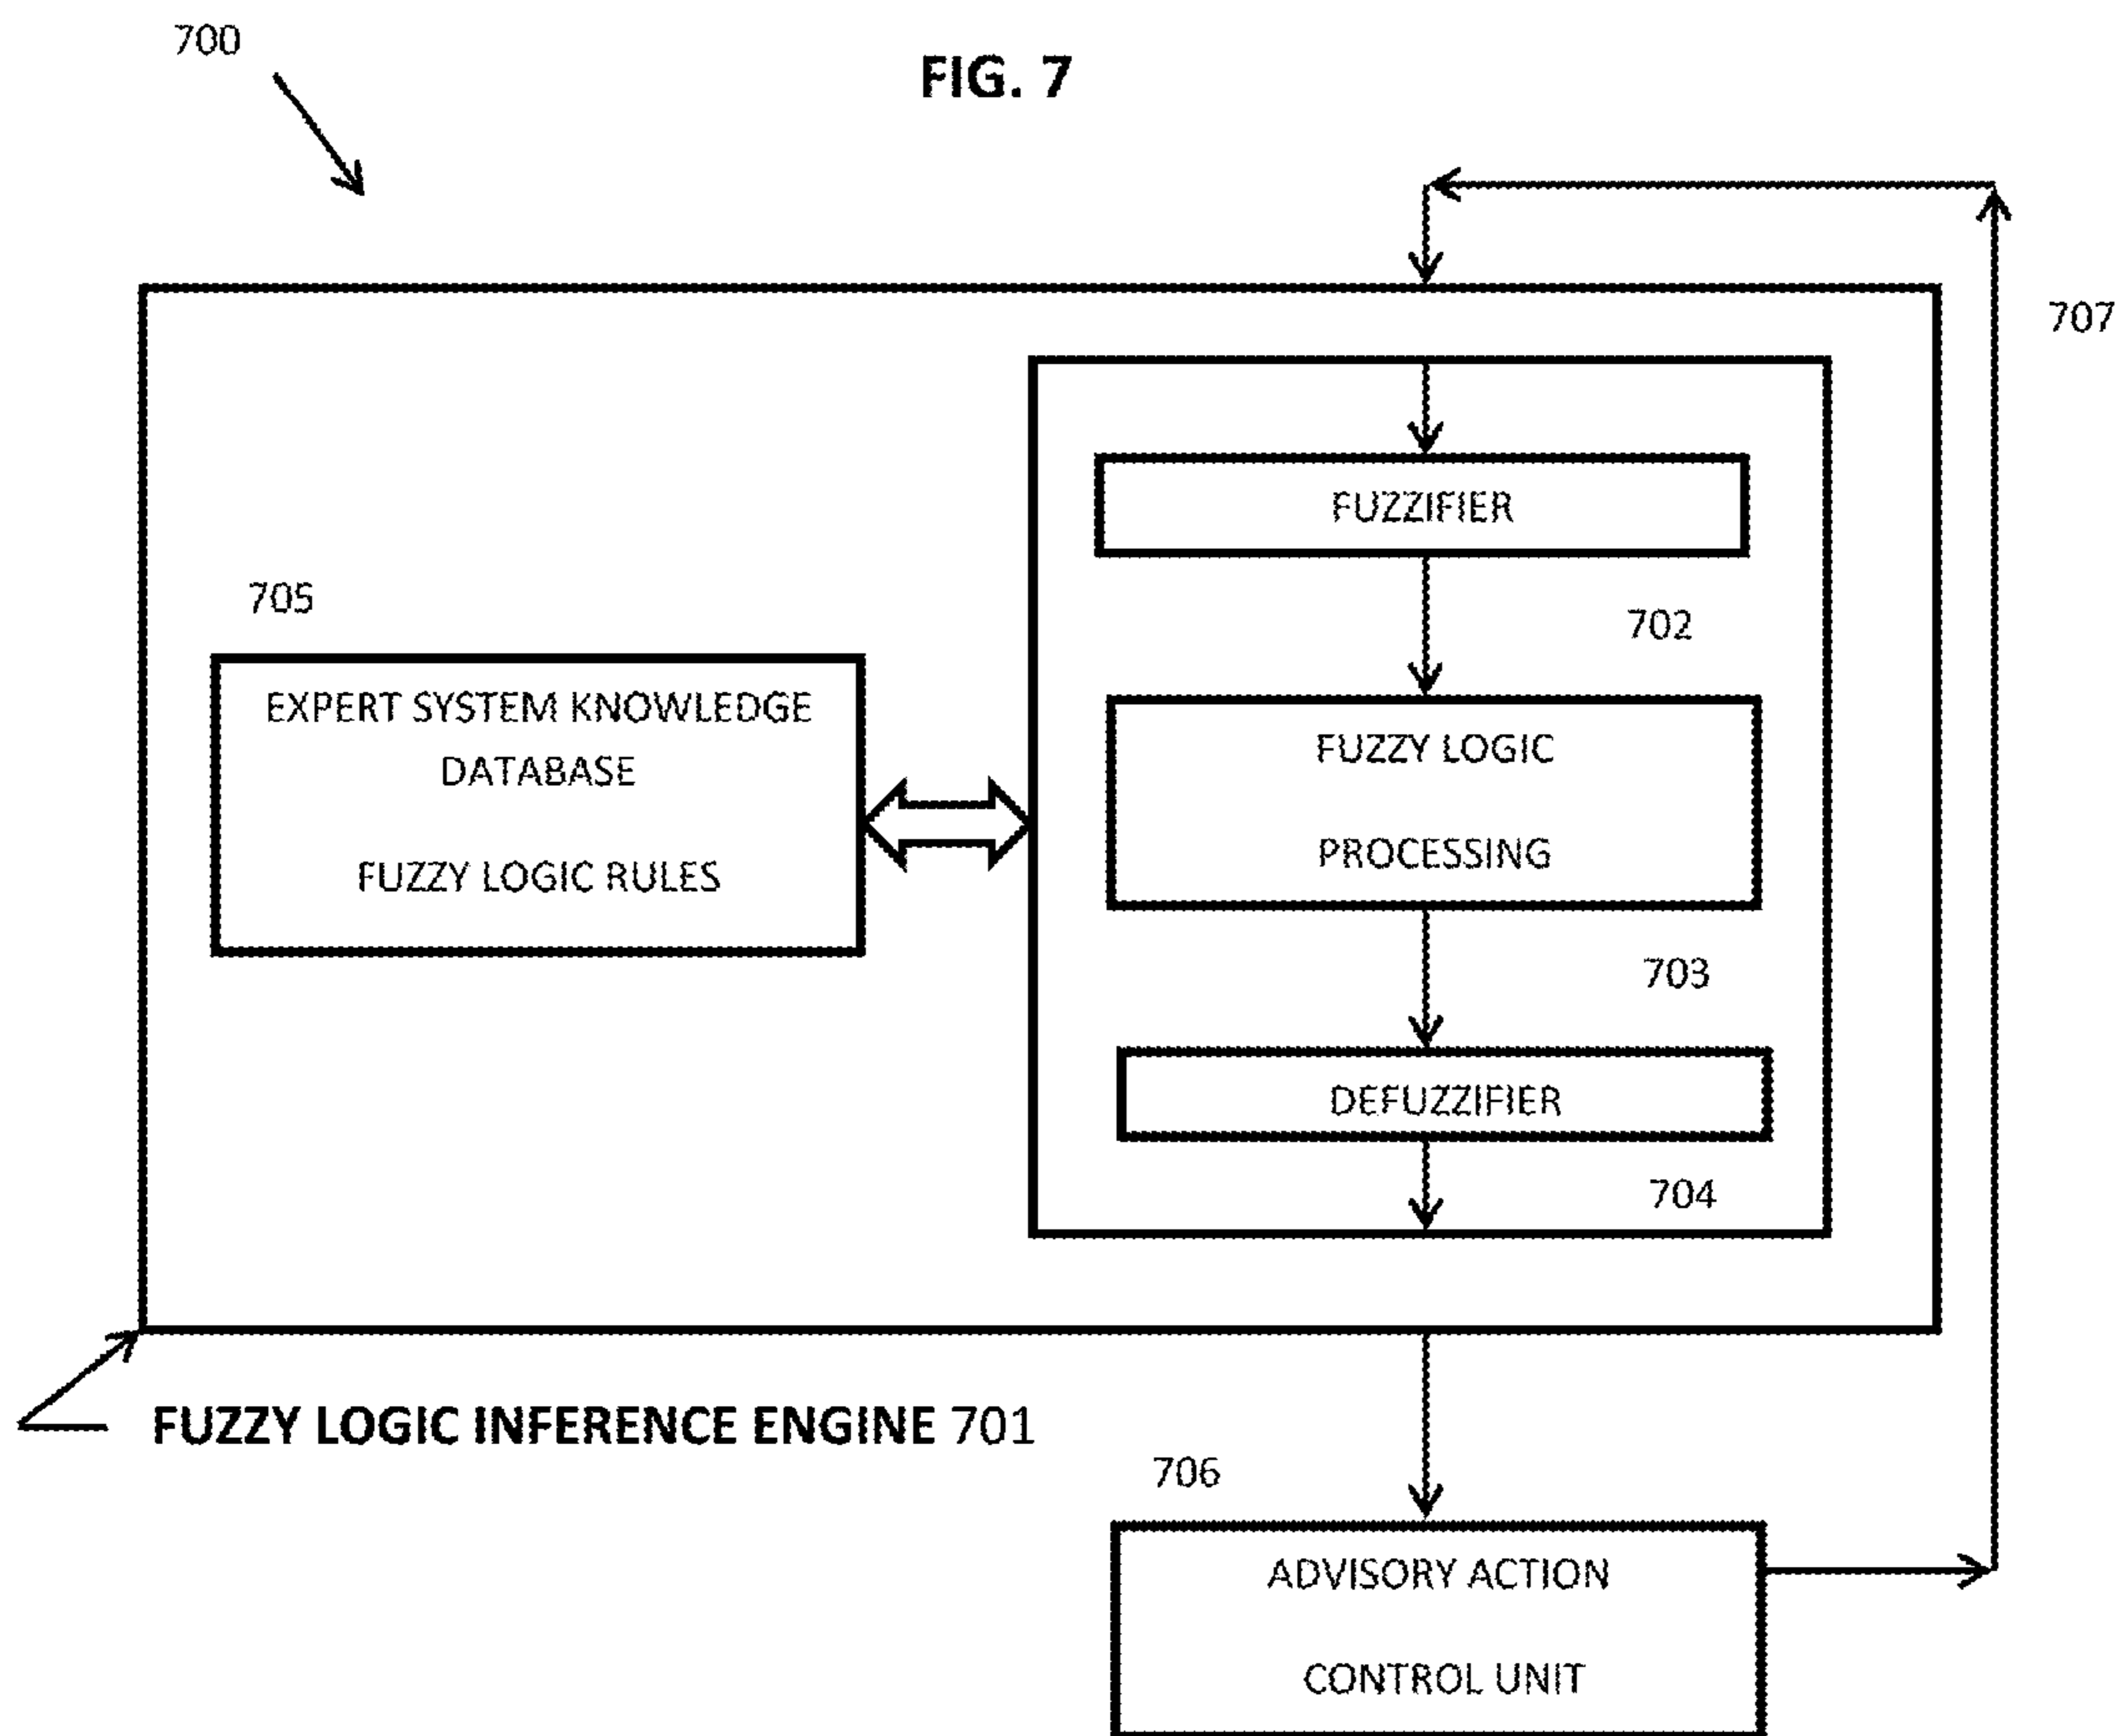 700
FIG. 7
707
FUZZIFIER
702
705
EXPERT SYSTEM KNOWLEDGE
DATABASE
FUZZY LOGIC RULES
FUZZY LOGIC
PROCESSING
703
DEFUZZIFIER
704
FUZZY LOGIC INFERENCE ENGINE 701
706
ADVISORY ACTION
CONTROL UNIT